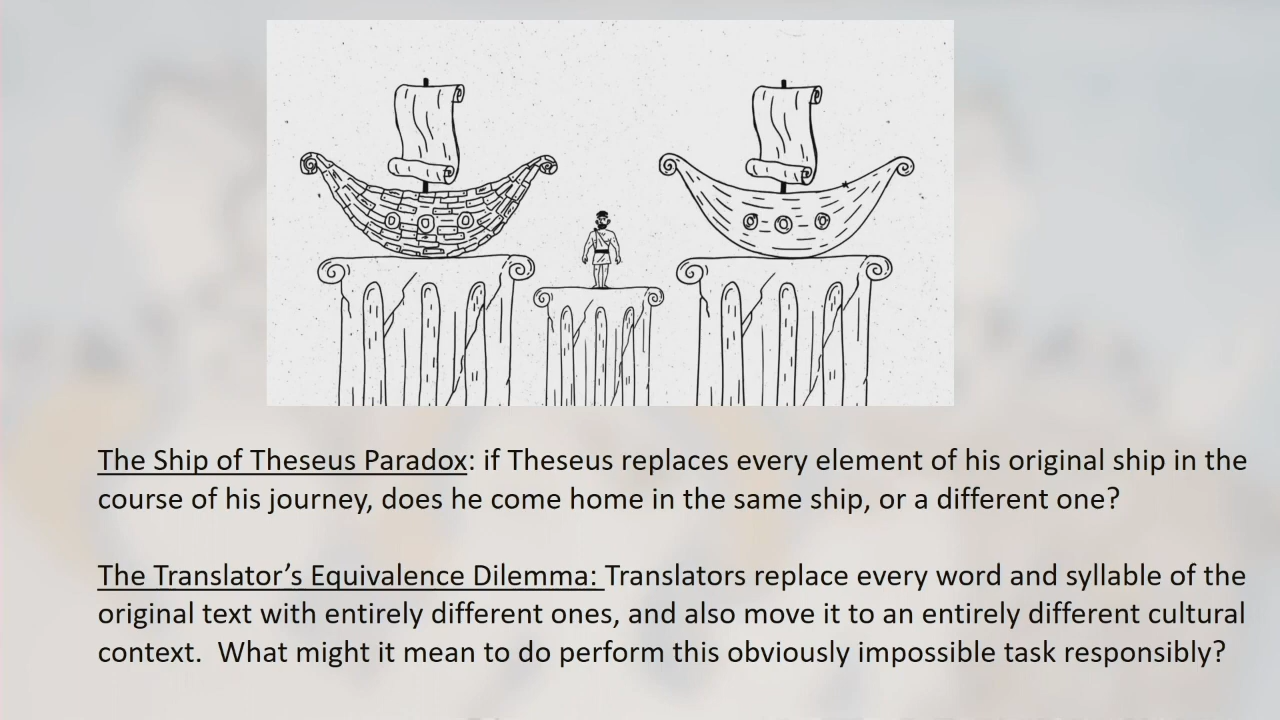 The Ship of Theseus Paradox: if Theseus replaces every element of his original ship in the
course of his journey, does he come home in the same ship, or a different one?
The Translator’s Equivalence Dilemma: Translators replace every word and syllable of the
original text with entirely different ones, and also move it to an entirely different cultural
context.  What might it mean to do perform this obviously impossible task responsibly?